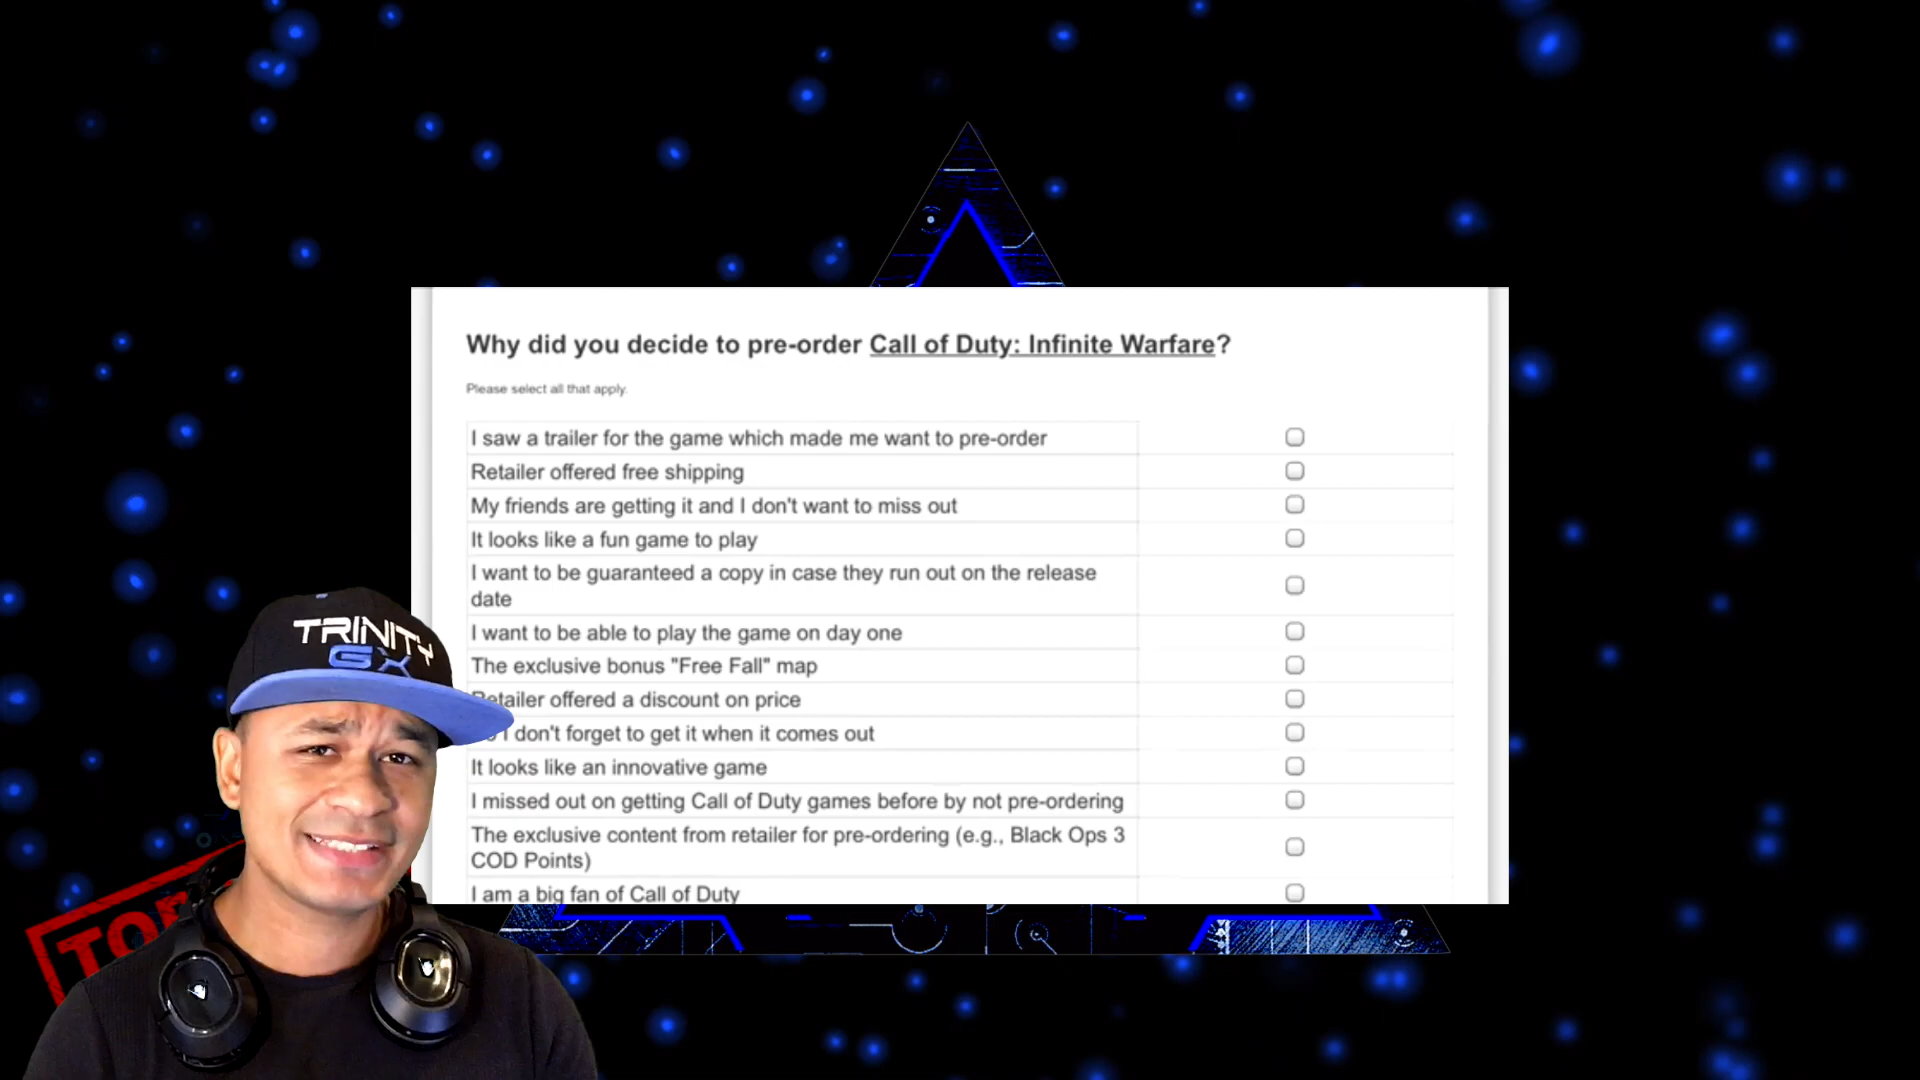 Why did you decide to pre-order Call of Duty: Infinite Warfare?
Please select all that apply.
I saw a trailer for the game which made me want to pre-order
Retailer offered free shipping
My friends are getting it and I don't want to miss out
It looks like a fun game to play
I want to be guaranteed a copy in case they run out on the release
date
I want to be able to play the game on day one
The exclusive bonus "Free Fall" map
Retailer offered a discount on price
I don't forget to get it when it comes out
It looks like an innovative game
I missed out on getting Call of Duty games before by not pre-ordering
The exclusive content from retailer for pre-ordering (e.g., Black Ops 3
COD Points)
I am a big fan of Call of Duty
TRINITY
GX